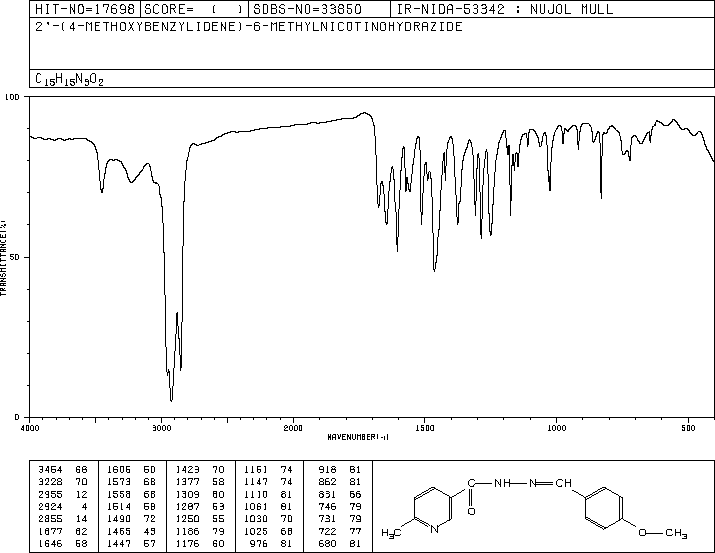 HIT-NO=17698 SCORE= ( ) SDBS-NO=33850 IR-NIDA-53342 : NUJOL MULL
2'-(4-METHOXYBENZYLIDENE)-6-METHYLNICOTINOHYDRAZIDE
C15H15N3O2
100
TRANSMITTANCE(%)
50
0
4000 3000 2000 1500 1000 500
WAVENUMBER(-1)
3454 66 1606 50 1423 70 1161 74 918 81
3228 70 1573 68 1377 58 1147 74 862 81
2955 12 1558 66 1309 60 1110 81 831 66
2924 4 1514 58 1287 53 1061 81 746 79
2855 14 1490 72 1250 55 1030 70 731 79
1677 62 1465 43 1186 79 1025 68 722 77
1646 58 1447 57 1176 60 976 81 680 81
C NH N CH
O
H3C N O CH3